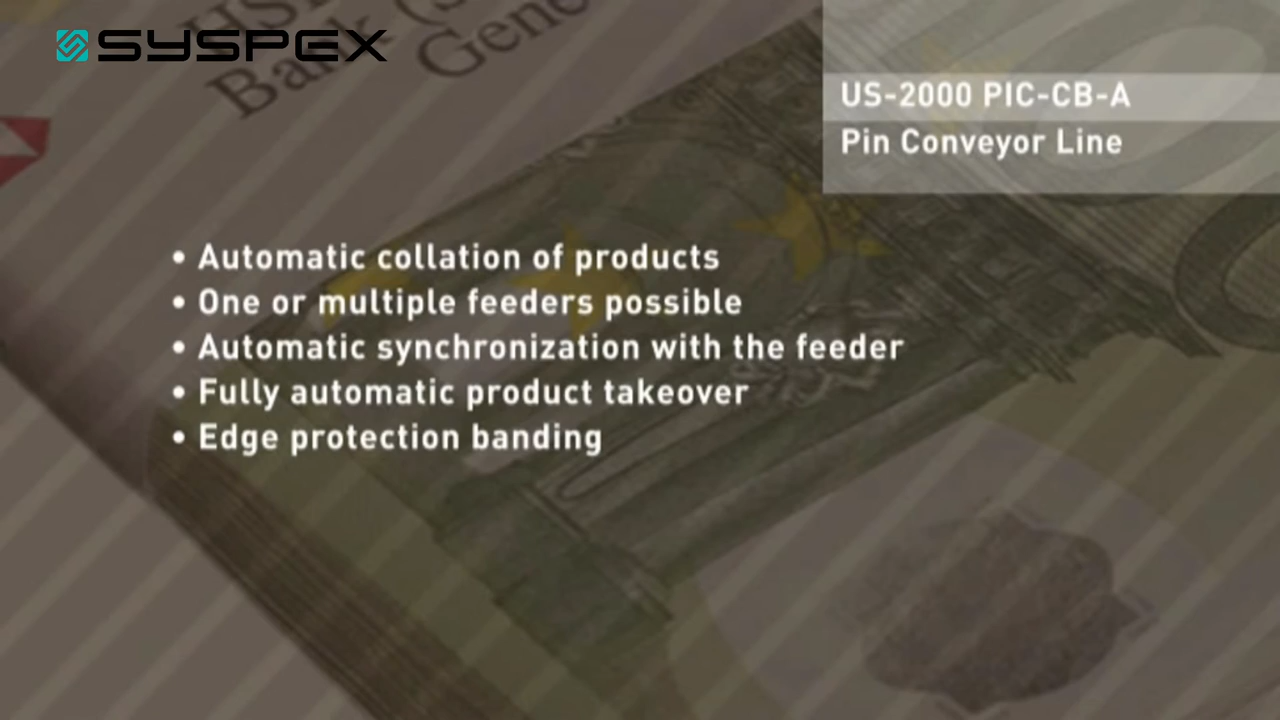 SYSPEX
Bank
US-2000 PIC-CB-A
Pin Conveyor Line
• Automatic collation of products
• One or multiple feeders possible
• Automatic synchronization with the feeder
• Fully automatic product takeover
• Edge protection banding